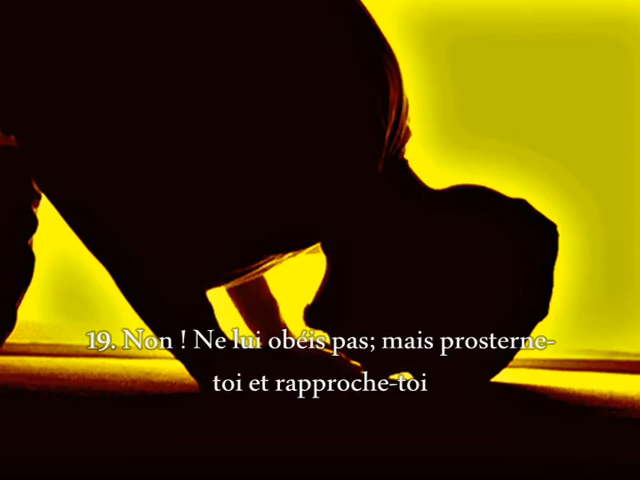 19. Non ! Ne lui obéis pas; mais prosterne-
toi et rapproche-toi